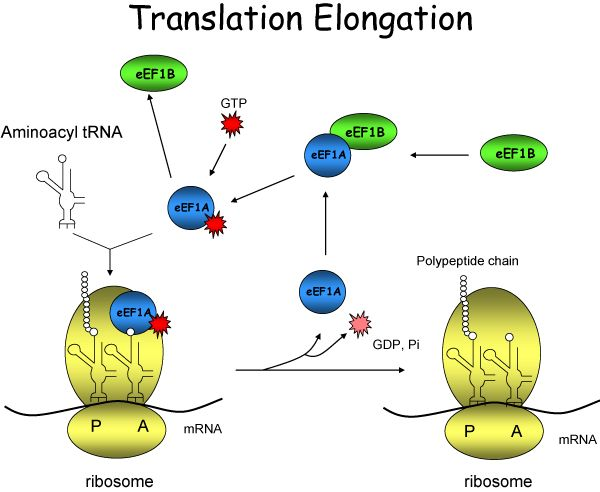 Translation Elongation
eEF1B
GTP
Aminoacyl tRNA
eEF1B
eEF1A
eEF1B
eEF1A
Polypeptide chain
eEF1A
eEF1A
GDP, Pi
P A
mRNA
P A
mRNA
ribosome
ribosome